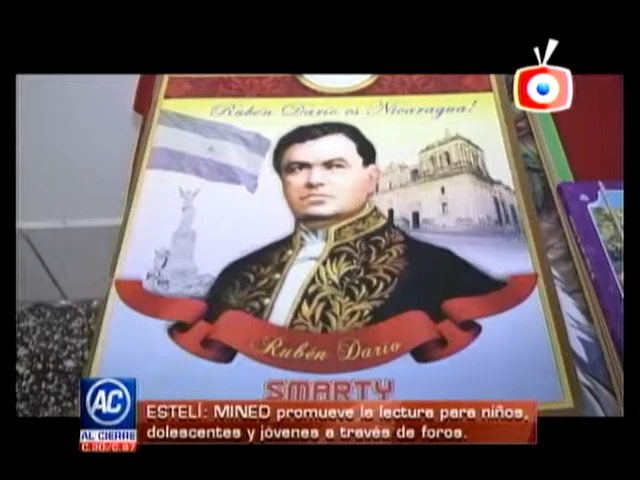 Rubén Darío es Nicaragua!
Rubén Darío
SMARTY
AC
AL CIERRE
ESTELÍ: MINED promueve la lectura para niños,
dolescentes y jóvenes a través de foros.